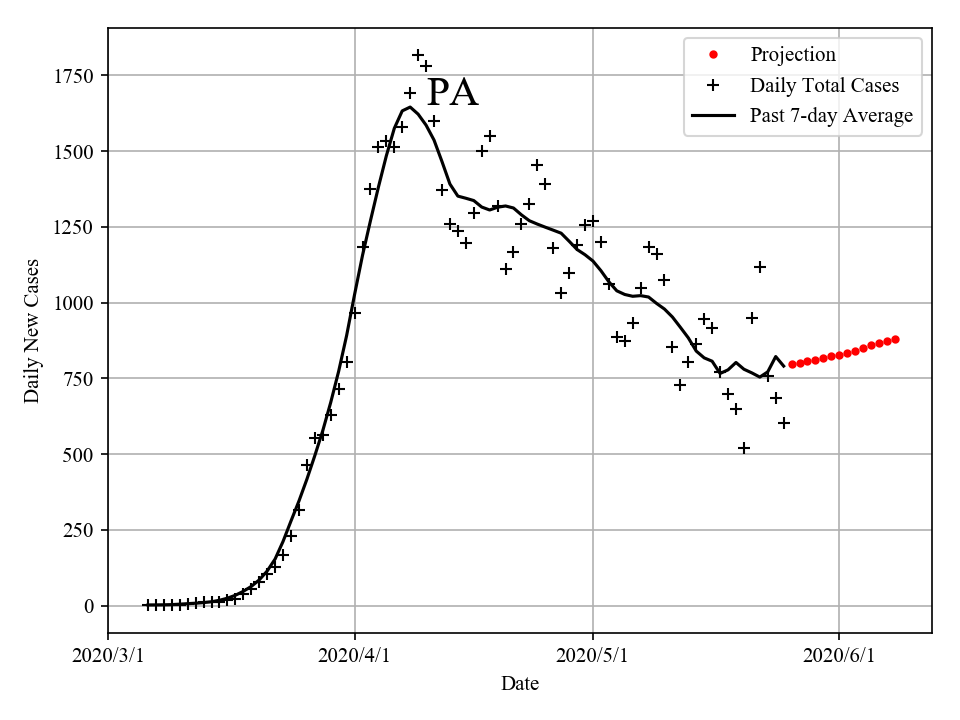 PA
Projection
Daily Total Cases
Past 7-day Average
Daily New Cases
1750
1500
1250
1000
750
500
250
0
2020/3/1 2020/4/1 2020/5/1 2020/6/1
Date